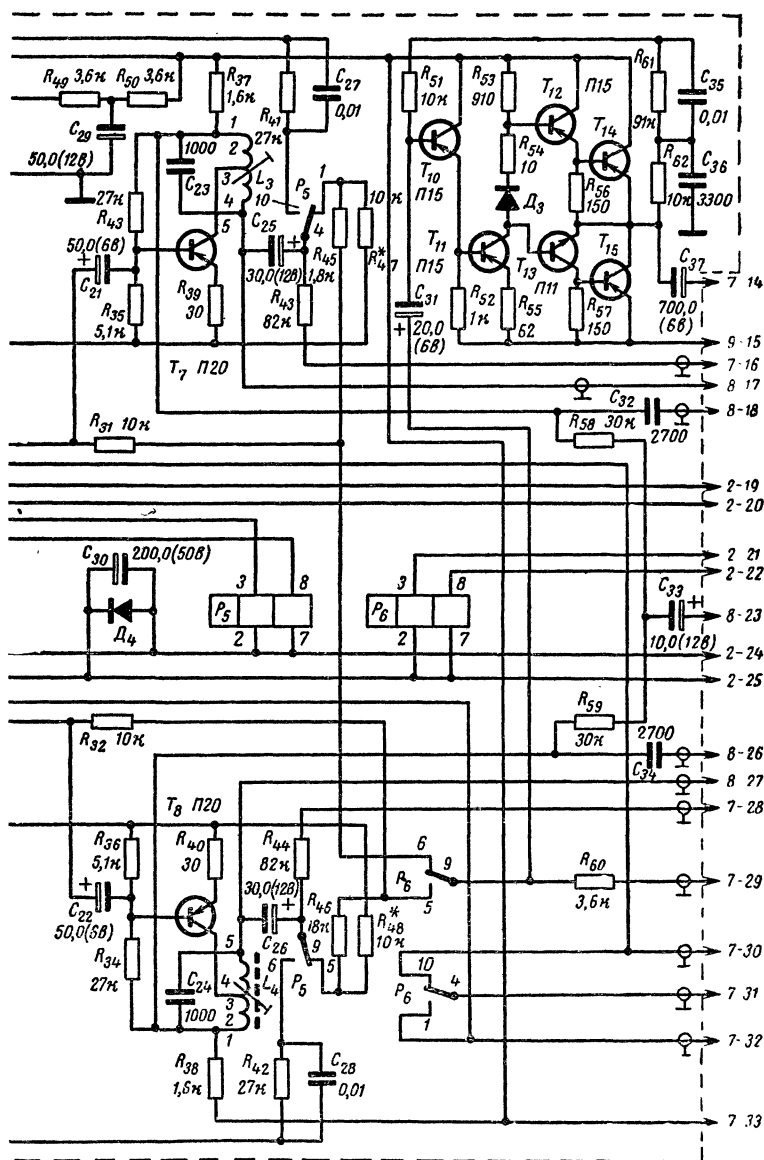 R49 3,6к R50 3,6к
R37
1,6к
C27
0,01
R41
27к
C29
50,0(12в)
1000
C23
1
2
3
4
5
L3
10
P5
1
4
27к
R43
50,0(6в)
C21
R35
5,1к
R39
30
C25
30,0(12в)
R43
82к
1,8к
R45
10к
R*47
T7 П20
R51
10к
R53
910
T12
П15
T14
R54
10
T10
П15
Д3
R56
150
T11
П15
T13
П11
T15
C31
20,0
(6в)
R52
1к
R55
62
R57
150
R61
91к
C35
0,01
R62
10к
C36
3300
C37
700,0
(6в)
7 14
9-15
7-16
8 17
8-18
C32
2700
30к
R58
R31 10к
2-19
2-20
2 21
2-22
C30 200,0(50в)
Д4
3 8
P5
2 7
3 8
P6
2 7
C33
10,0(12в)
8-23
2-24
2-25
R32 10к
R59
30к
2700
C34
8-26
8 27
7-28
T8 П20
R36
5,1к
R40
30
R44
82к
30,0(12в)
C22
50,0(6в)
R34
27к
C24
1000
5
4
3
2
1
L4
C26
6
9
5
P5
R46
18к
R*48
10к
6
9
P6
5
R60
3,6к
7-29
7-30
10
4
P6
1
7 31
7-32
R38
1,6к
R42
27к
C28
0,01
7 33